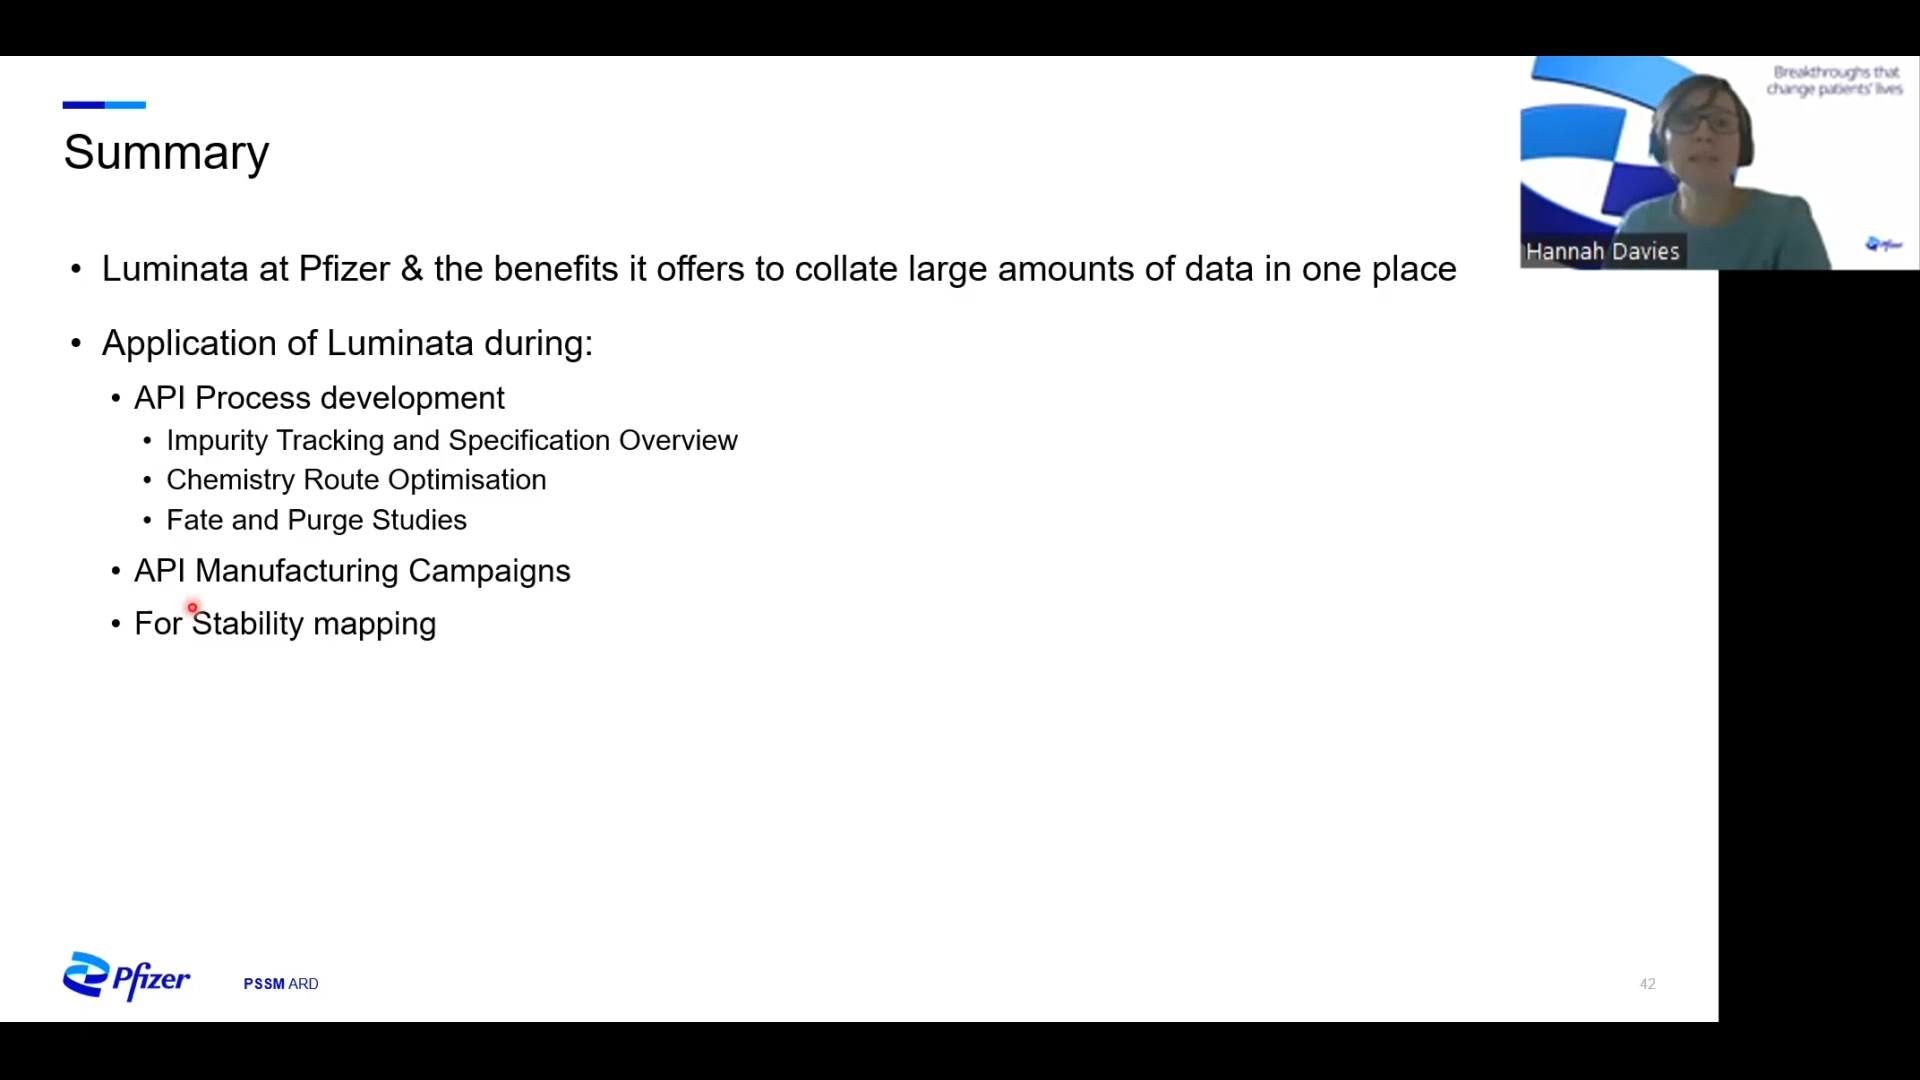 Breakthroughs that
change patients' lives
Summary
Hannah Davies
Pfizer
• Luminata at Pfizer & the benefits it offers to collate large amounts of data in one place
• Application of Luminata during:
• API Process development
• Impurity Tracking and Specification Overview
• Chemistry Route Optimisation
• Fate and Purge Studies
• API Manufacturing Campaigns
• For Stability mapping
Pfizer
PSSM ARD
42